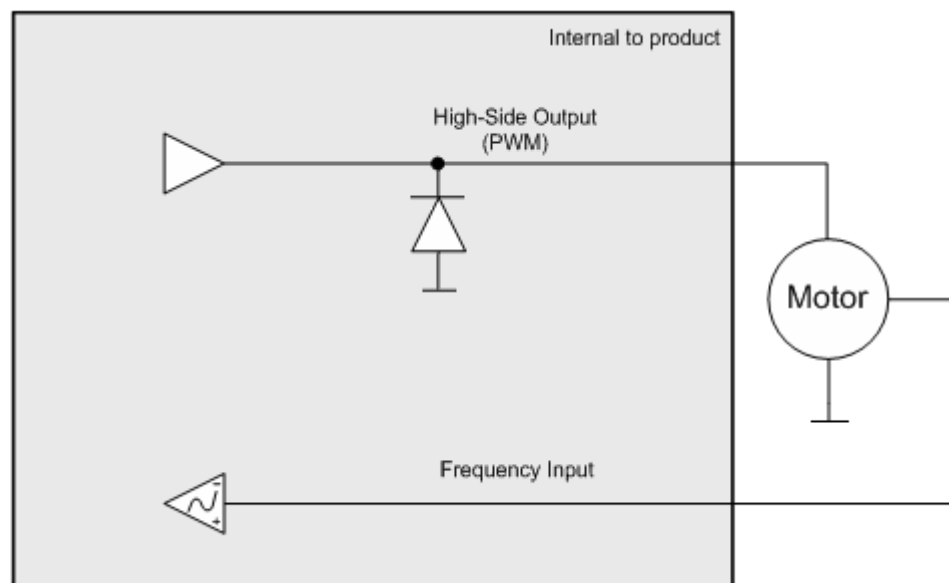 Internal to product
High-Side Output
(PWM)
Motor
Frequency Input
-
+